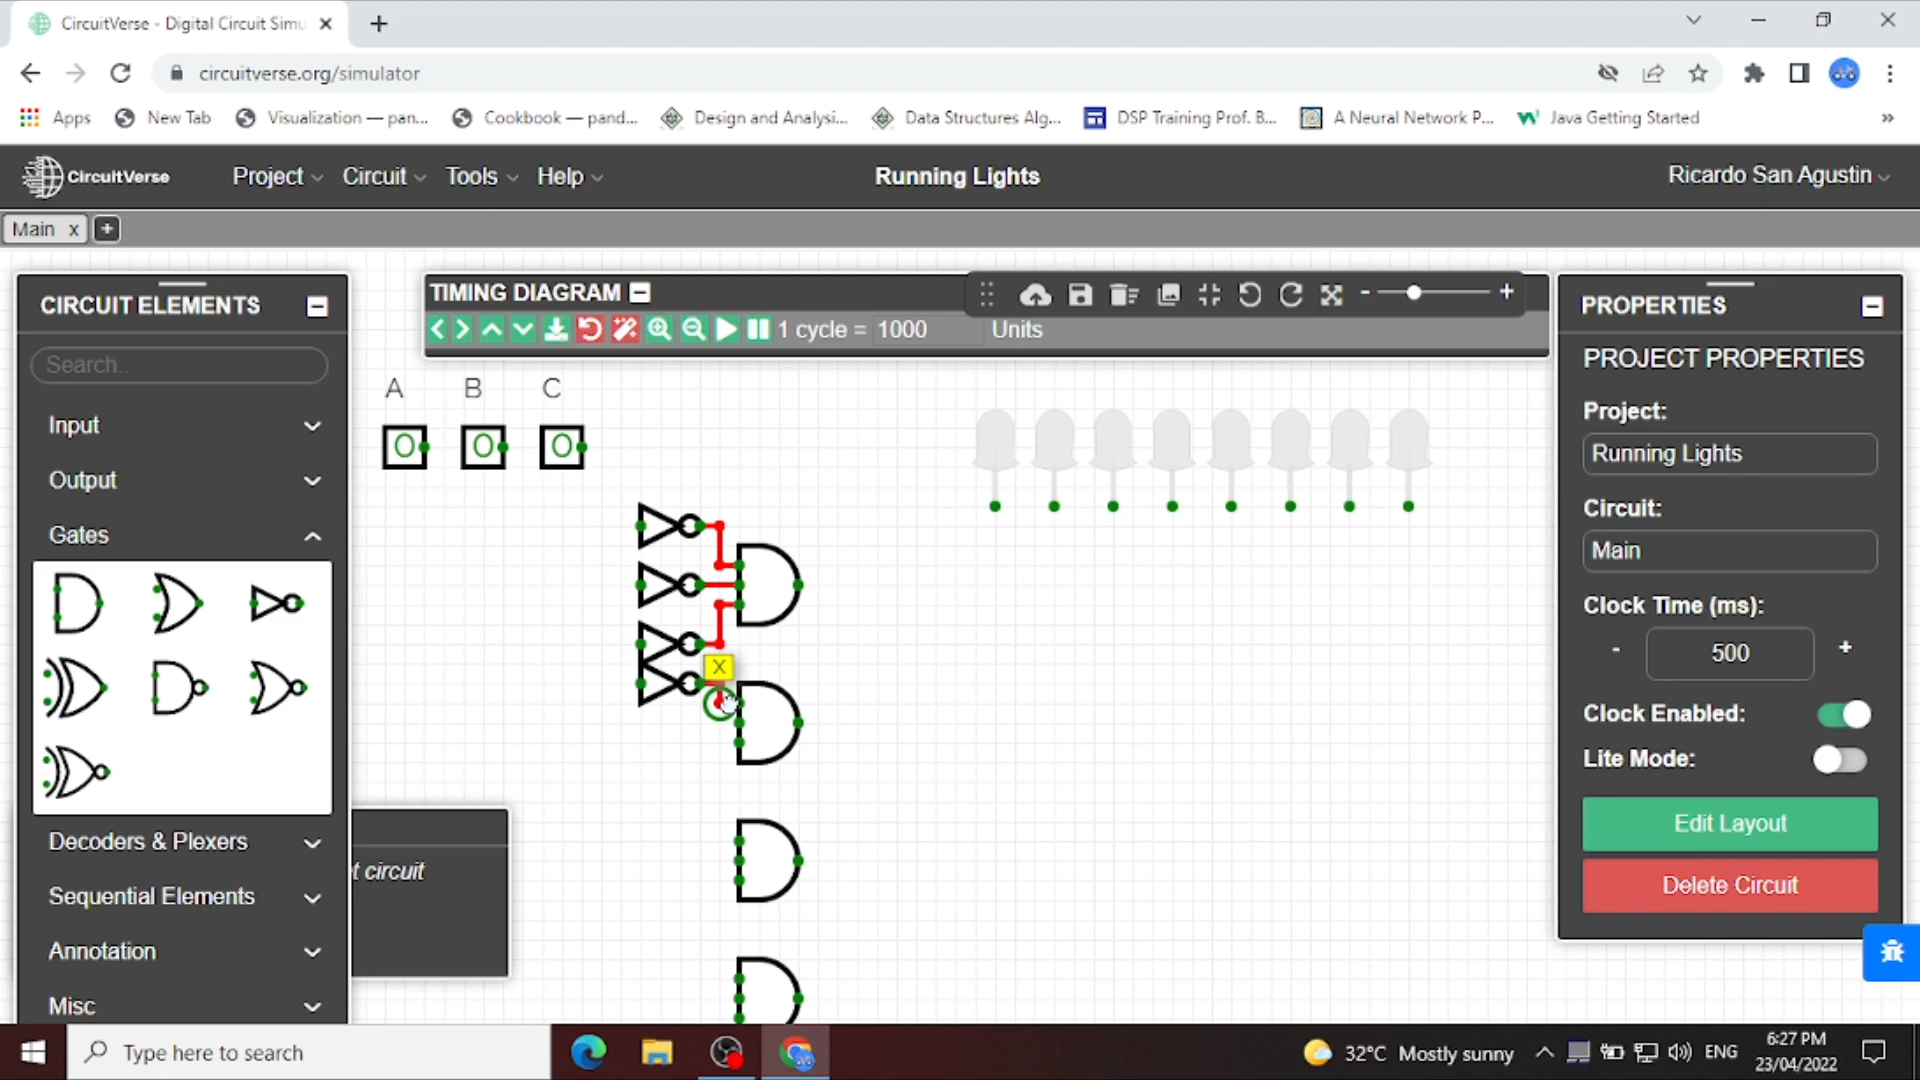 CircuitVerse - Digital Circuit Simu
circuitverse.org/simulator
Apps New Tab Visualization — pan... Cookbook — pand... Design and Analysi... Data Structures Alg... DSP Training Prof. B... A Neural Network P... Java Getting Started »
CircuitVerse Project Circuit Tools Help Running Lights Ricardo San Agustin
Main x +
CIRCUIT ELEMENTS
Search..
Input
Output
Gates
Decoders & Plexers
Sequential Elements
Annotation
Misc
TIMING DIAGRAM
1 cycle = 1000 Units
A B C
0 0 0
X
t circuit
PROPERTIES
PROJECT PROPERTIES
Project:
Running Lights
Circuit:
Main
Clock Time (ms):
- 500 +
Clock Enabled:
Lite Mode:
Edit Layout
Delete Circuit
Type here to search
32°C Mostly sunny
ENG
6:27 PM
23/04/2022